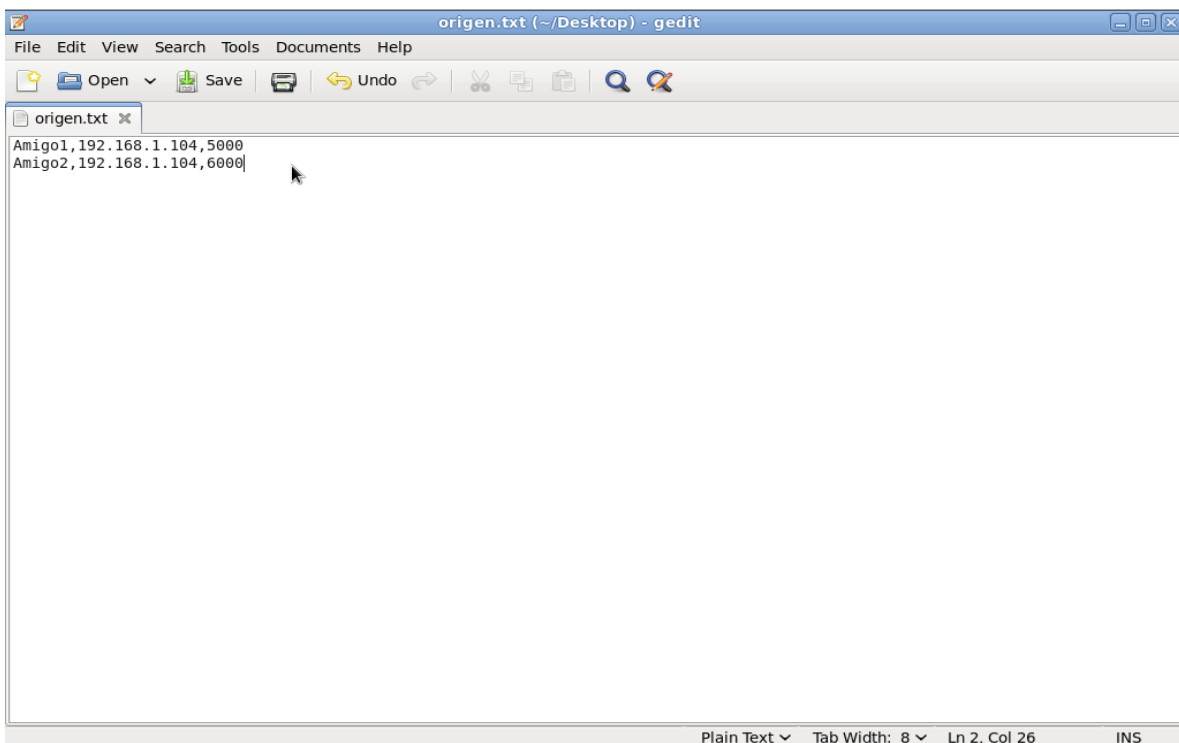 origen.txt (~/Desktop) - gedit
File Edit View Search Tools Documents Help
Open Save Undo
origen.txt
Amigo1,192.168.1.104,5000
Amigo2,192.168.1.104,6000
Plain Text Tab Width: 8 Ln 2, Col 26 INS